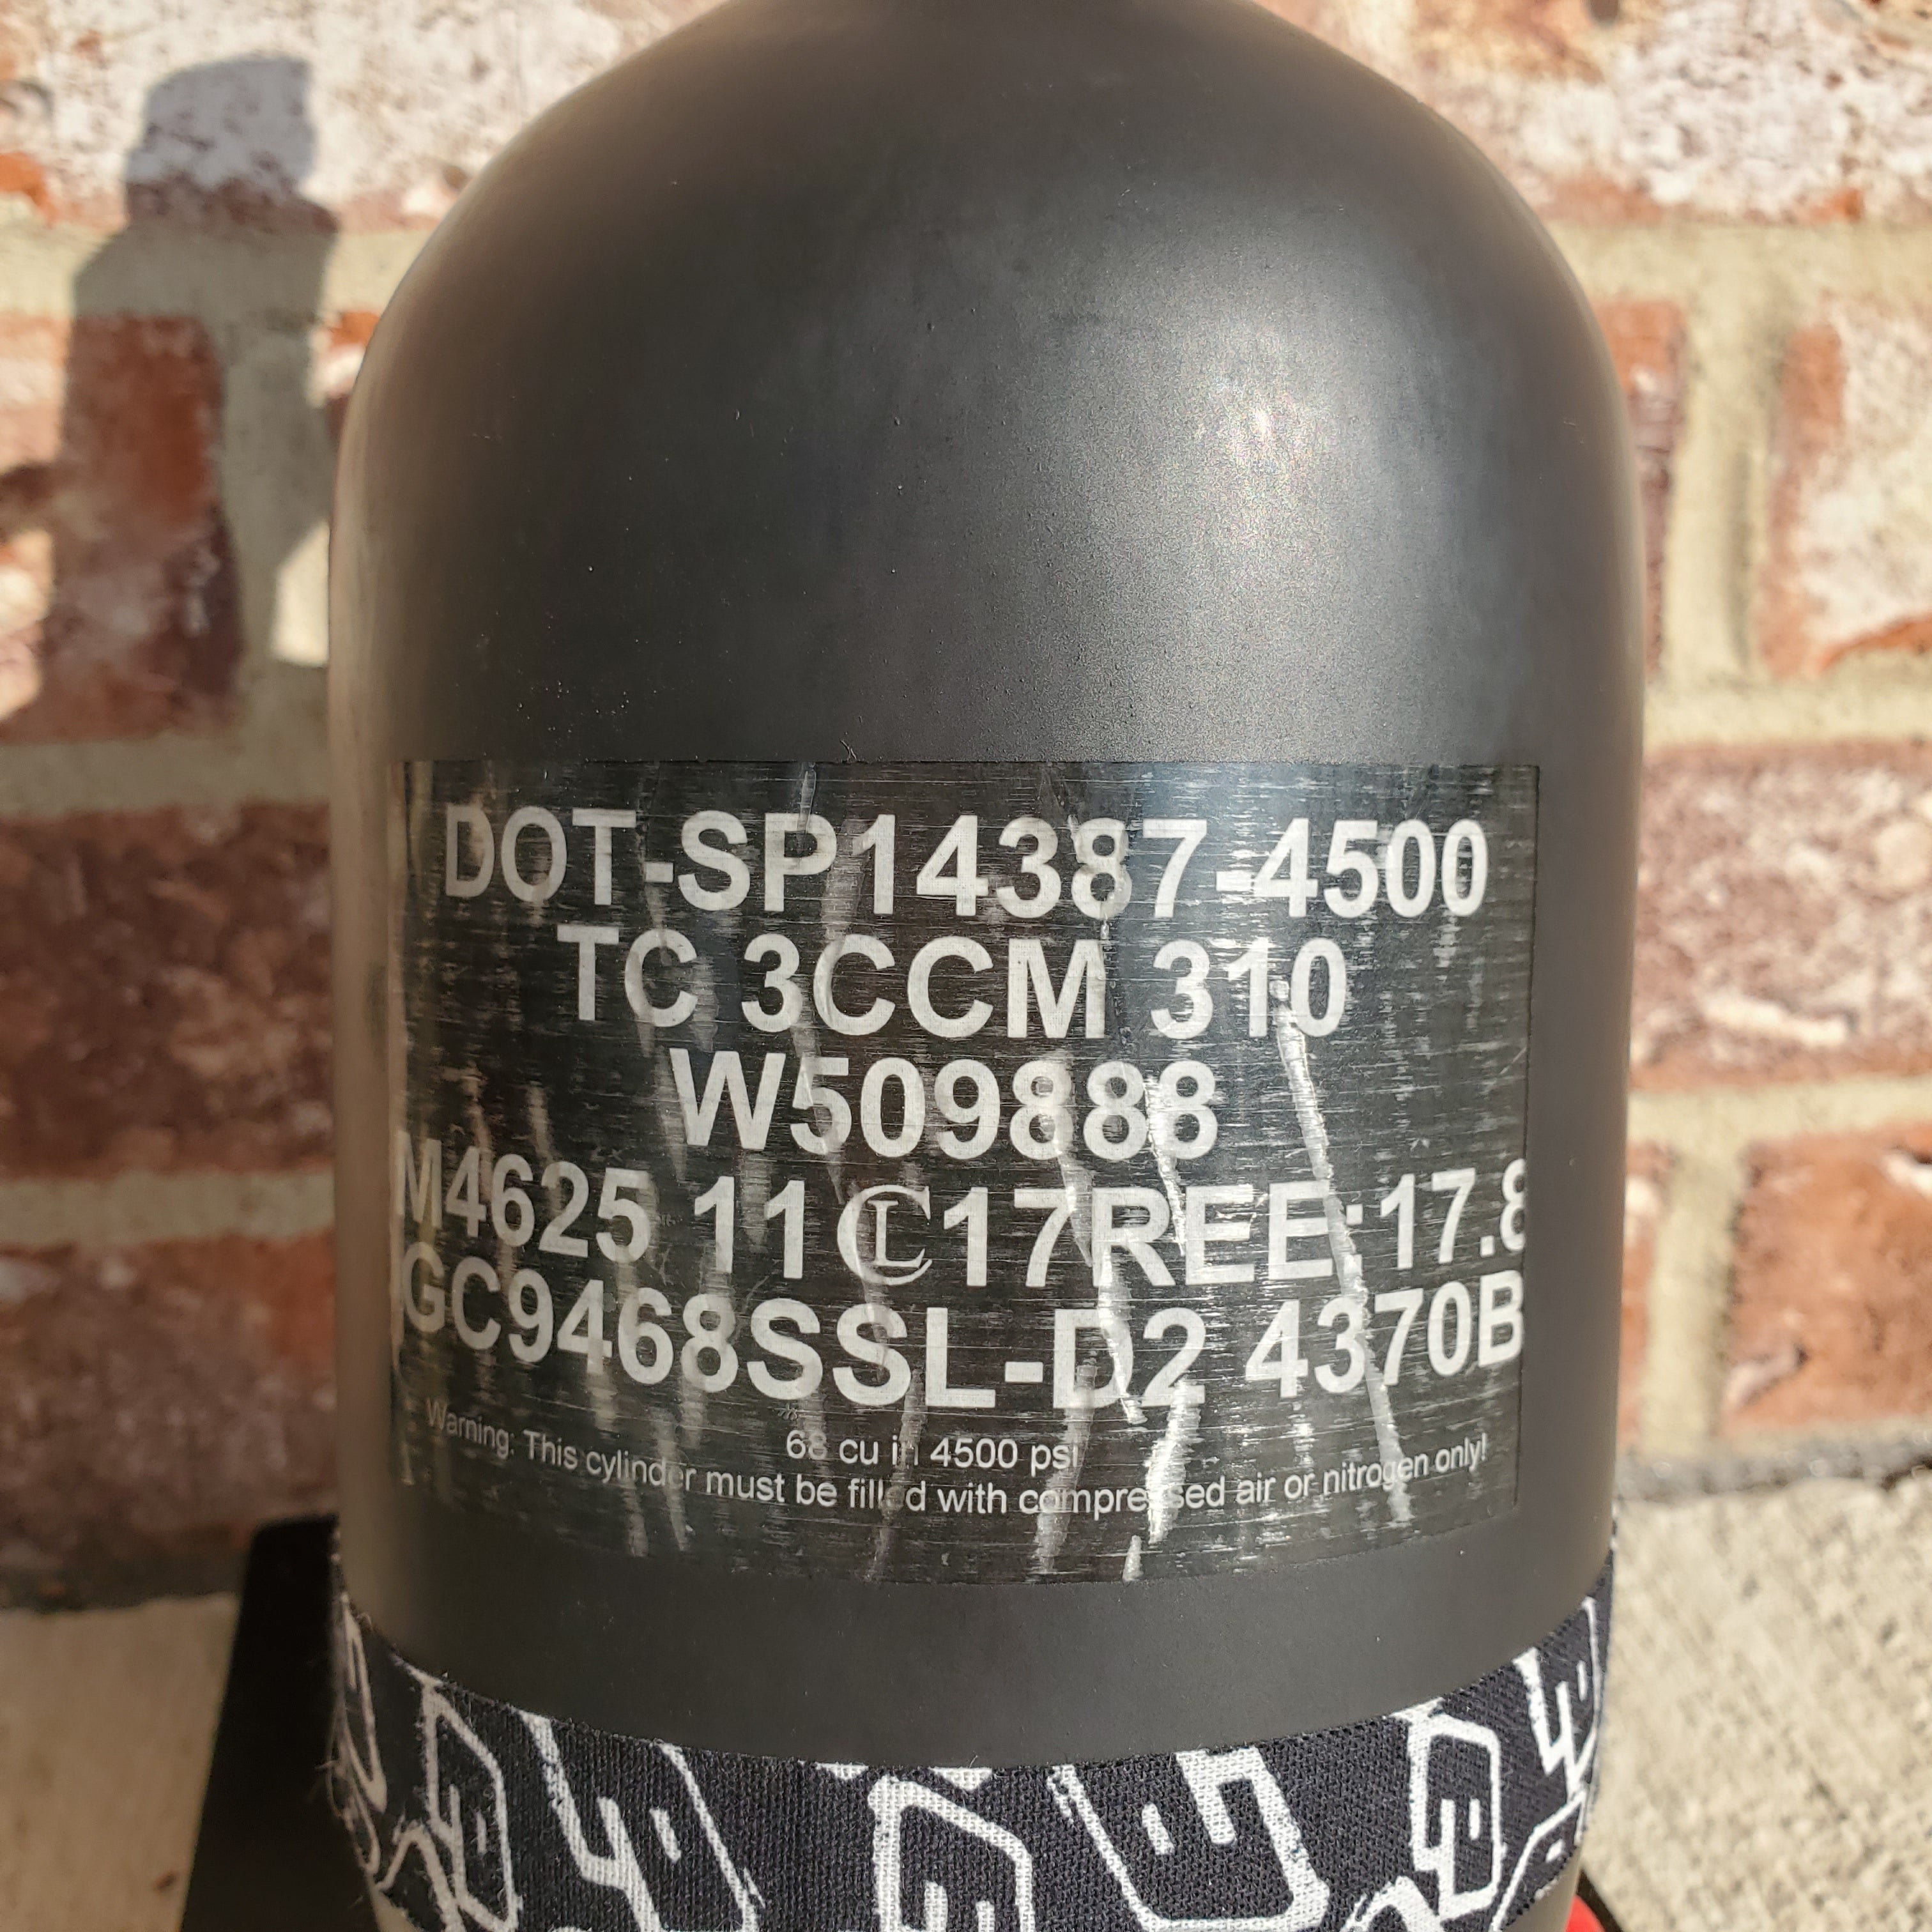 DOT-SP14387-4500
TC 3CCM 310
W509888
M4625 11 CL 17REE:17.8
GC9468SSL-D2 4370B
68 cu in 4500 psi
Warning: This cylinder must be filled with compressed air or nitrogen only!